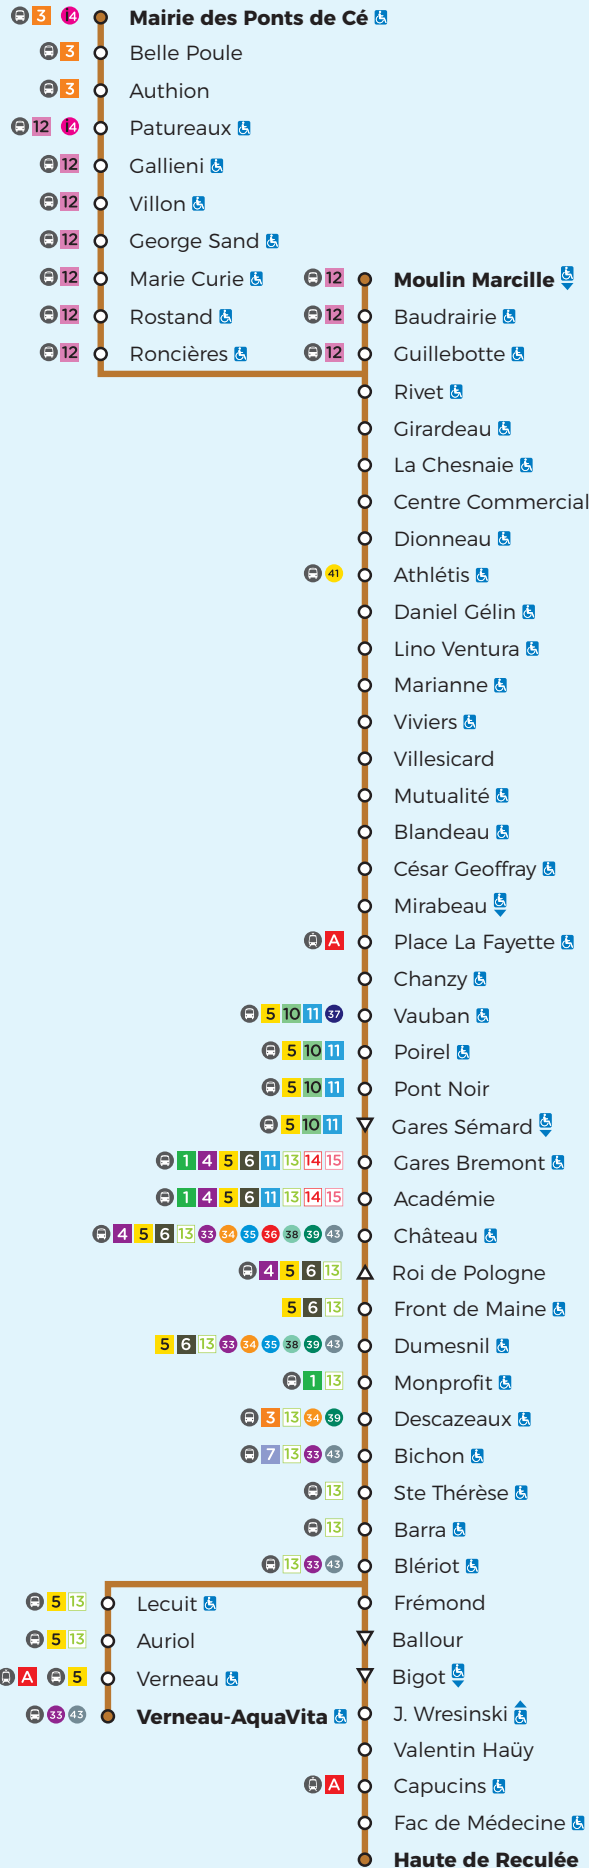 3 i4 Mairie des Ponts de Cé
3 Belle Poule
3 Authion
12 i4 Patureaux
12 Gallieni
12 Villon
12 George Sand
12 Marie Curie
12 Rostand
12 Roncières
12 Moulin Marcille
12 Baudrairie
12 Guillebotte
Rivet
Girardeau
La Chesnaie
Centre Commercial
Dionneau
41 Athlétis
Daniel Gélin
Lino Ventura
Marianne
Viviers
Villesicard
Mutualité
Blandeau
César Geoffray
Mirabeau
A Place La Fayette
Chanzy
5 10 11 37 Vauban
5 10 11 Poirel
5 10 11 Pont Noir
5 10 11 Gares Sémard
1 4 5 6 11 13 14 15 Gares Bremont
1 4 5 6 11 13 14 15 Académie
4 5 6 13 33 34 35 36 38 39 43 Château
4 5 6 13 Roi de Pologne
5 6 13 Front de Maine
5 6 13 33 34 35 38 39 43 Dumesnil
1 13 Monprofit
3 13 34 39 Descazeaux
7 13 33 43 Bichon
13 Ste Thérèse
13 Barra
13 33 43 Blériot
5 13 Lecuit
5 13 Auriol
A 5 Verneau
33 43 Verneau-AquaVita
Frémond
Ballour
Bigot
J. Wresinski
Valentin Haüy
A Capucins
Fac de Médecine
Haute de Reculée